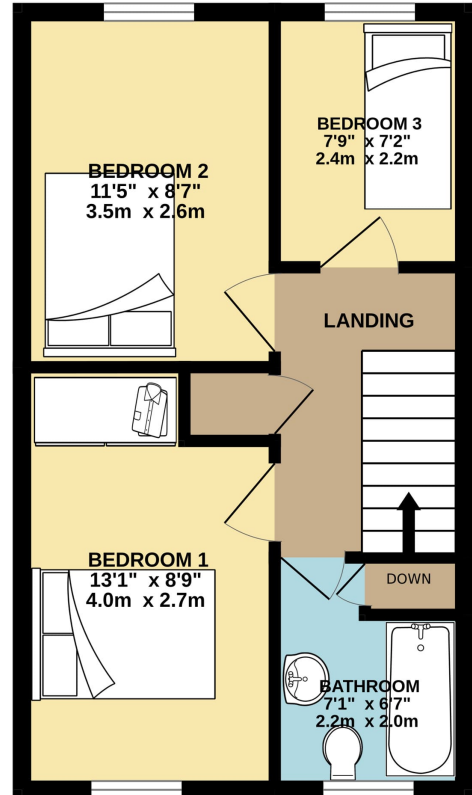 BEDROOM 3
7'9" x 7'2"
2.4m x 2.2m
BEDROOM 2
11'5" x 8'7"
3.5m x 2.6m
LANDING
BEDROOM 1
13'1" x 8'9"
4.0m x 2.7m
DOWN
BATHROOM
7'1" x 6'7"
2.2m x 2.0m